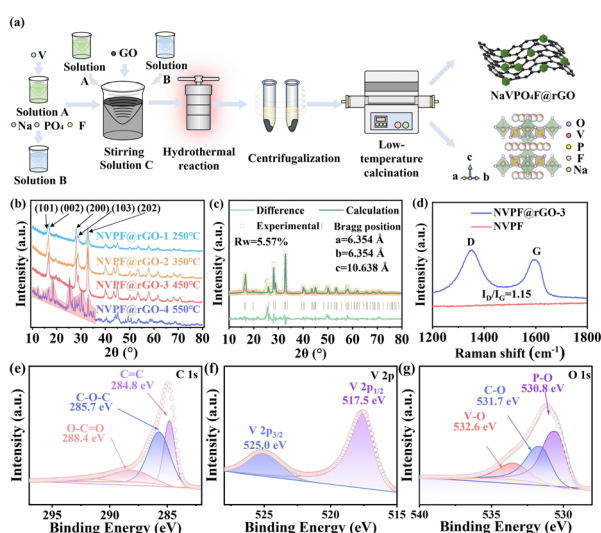 (a)
V
GO
Solution A
Solution B
Solution A
Na PO₄ F
Solution B
Stirring Solution C
Hydrothermal reaction
Centrifugalization
Low-temperature calcination
NaVPO₄F@rGO
c
a b
O
V
P
F
Na
(b)
(101) (002) (200) (103) (202)
NVPF@rGO-1 250℃
NVPF@rGO-2 350℃
NVPF@rGO-3 450℃
NVPF@rGO-4 550℃
Intensity (a.u.)
10 20 30 40 50 60 70 80
2θ (°)
(c)
Difference Calculation
Experimental Bragg position
Rw=5.57%
a=6.354 Å
b=6.354 Å
c=10.638 Å
Intensity (a.u.)
10 20 30 40 50 60 70 80
2θ (°)
(d)
NVPF@rGO-3
NVPF
D
G
I_D/I_G=1.15
Intensity (a.u.)
1200 1400 1600 1800
Raman shift (cm⁻¹)
(e)
C 1s
C=C
284.8 eV
C-O-C
285.7 eV
O-C=O
288.4 eV
Intensity (a.u.)
295 290 285
Binding Energy (eV)
(f)
V 2p
V 2p₁/₂
517.5 eV
V 2p₃/₂
525.0 eV
Intensity (a.u.)
525 520 515
Binding Energy (eV)
(g)
O 1s
P-O
530.8 eV
C-O
531.7 eV
V-O
532.6 eV
Intensity (a.u.)
540 535 530
Binding Energy (eV)